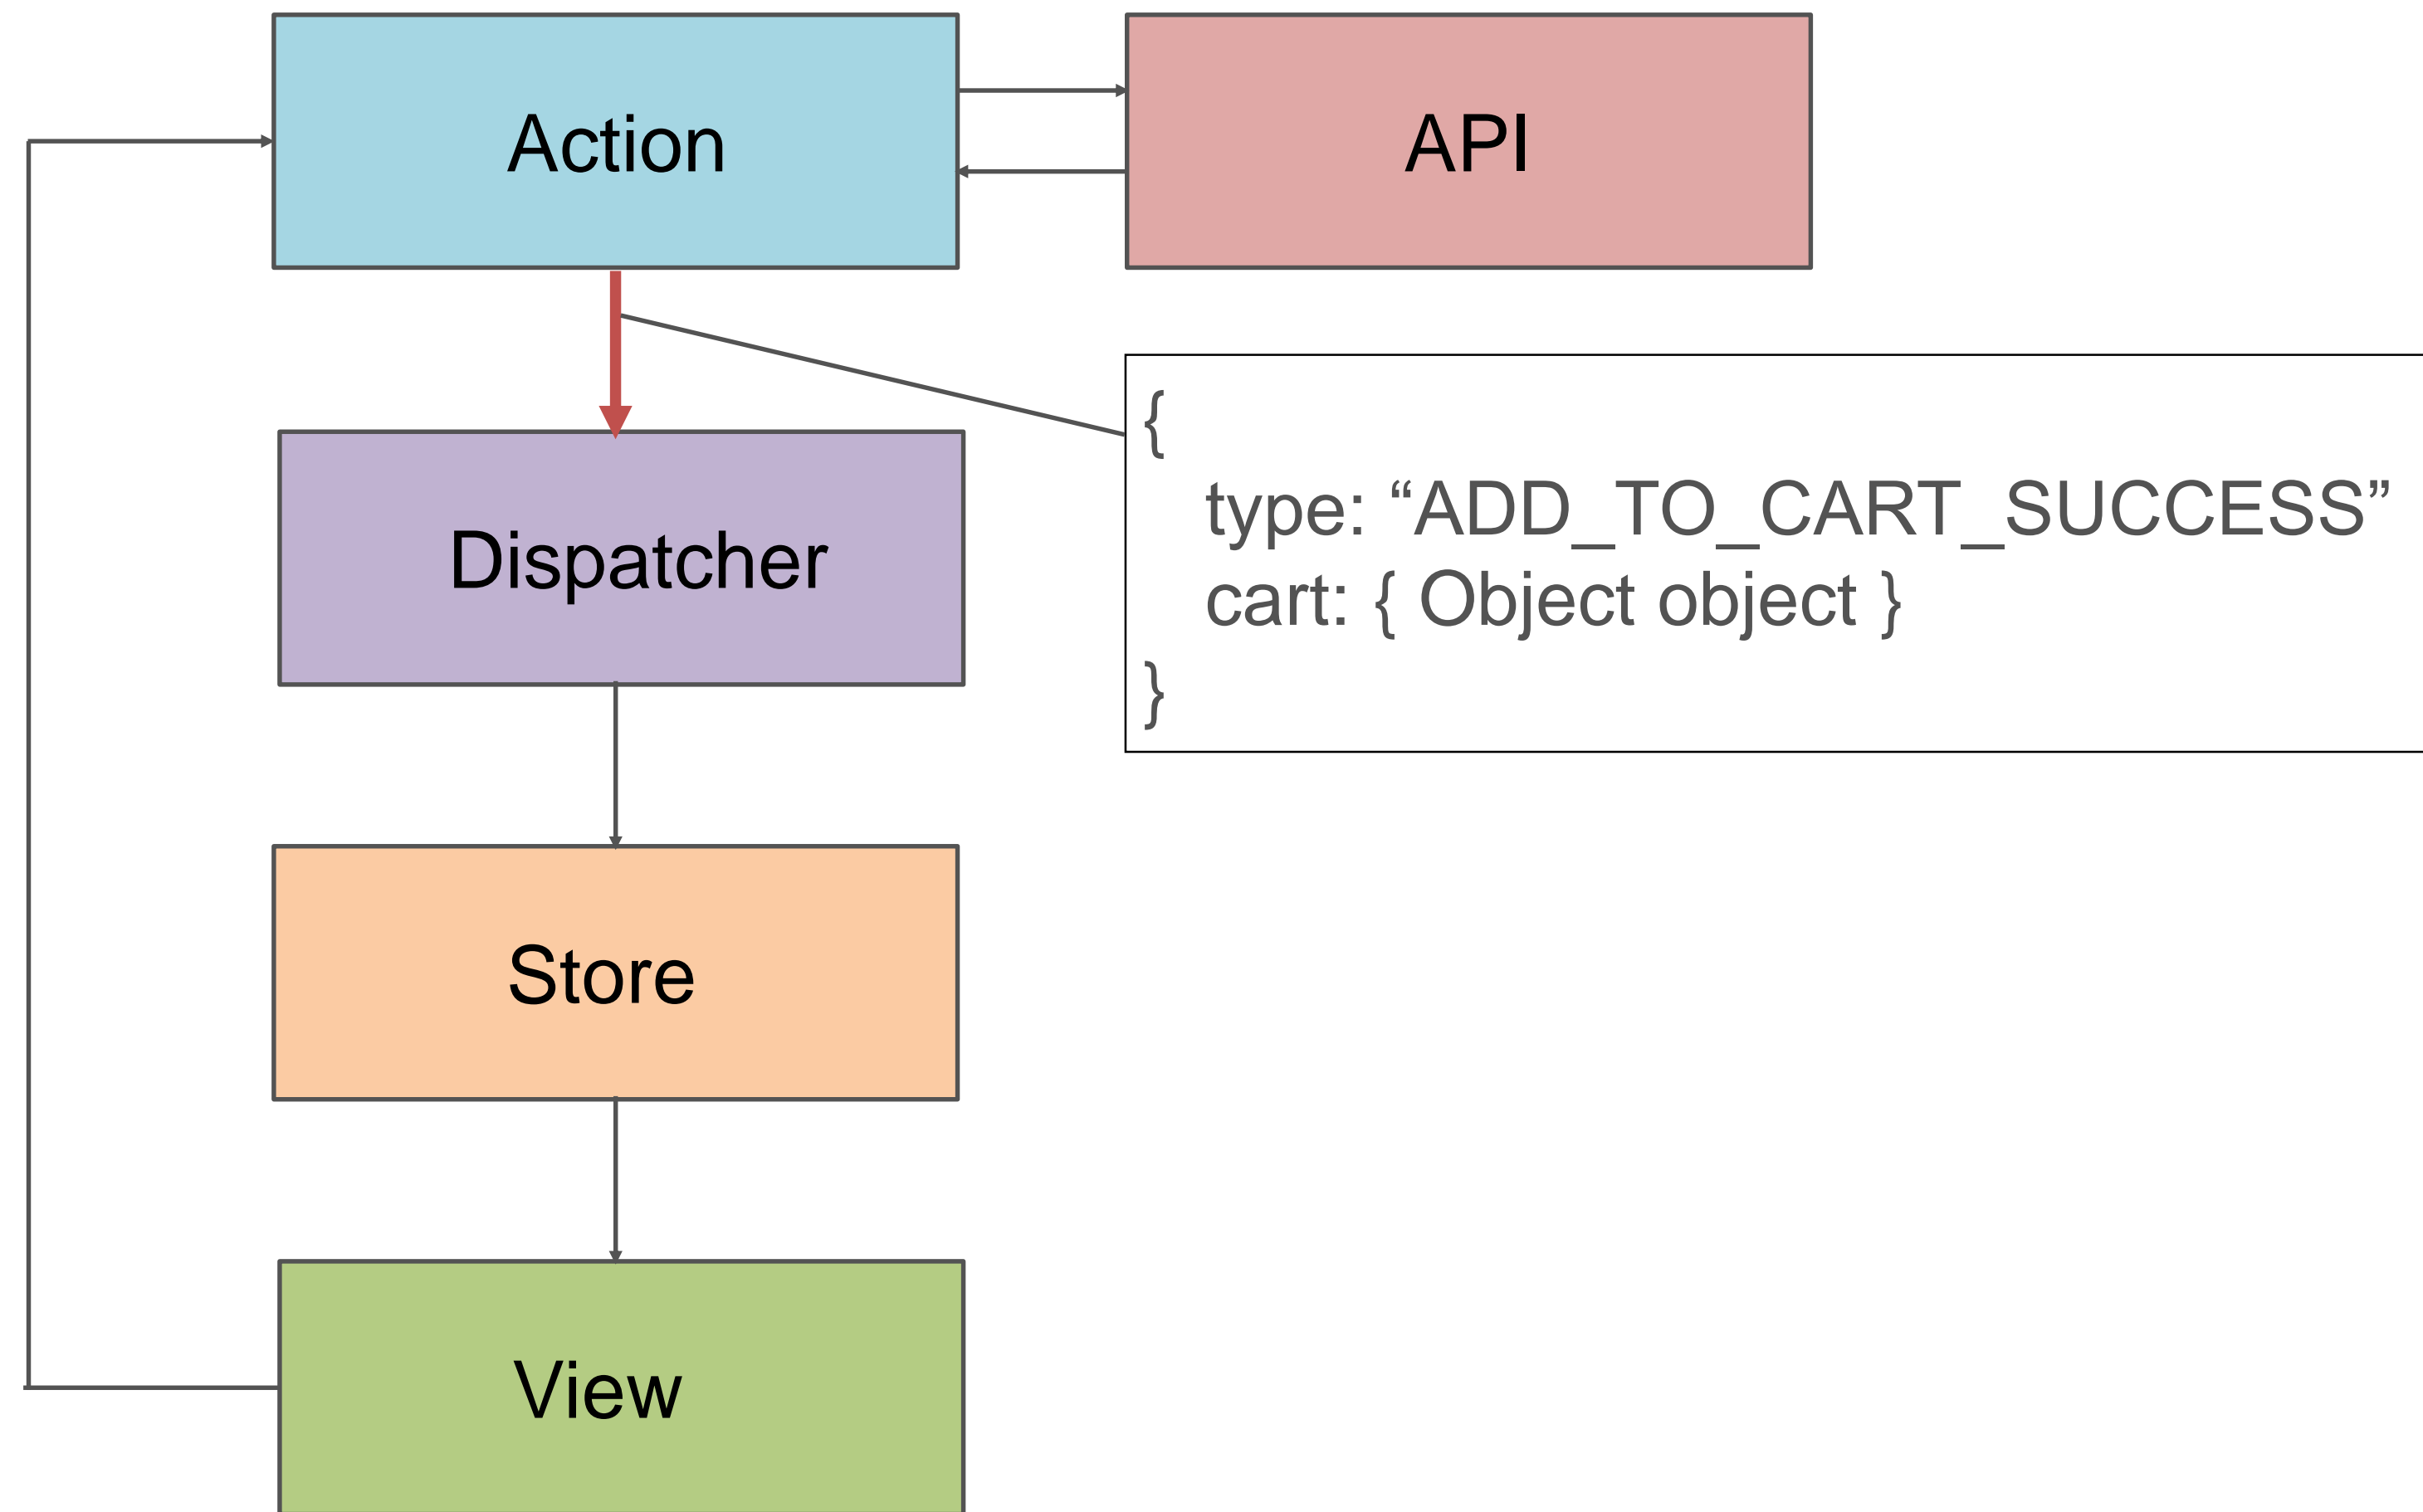 Action
API
{
type: “ADD_TO_CART_SUCCESS”
cart: { Object object }
}
Dispatcher
Store
View